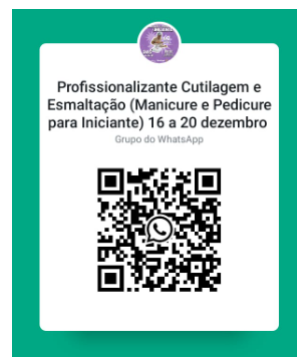 Profissionalizante Cutilagem e
Esmaltação (Manicure e Pedicure
para Iniciante) 16 a 20 dezembro
Grupo do WhatsApp